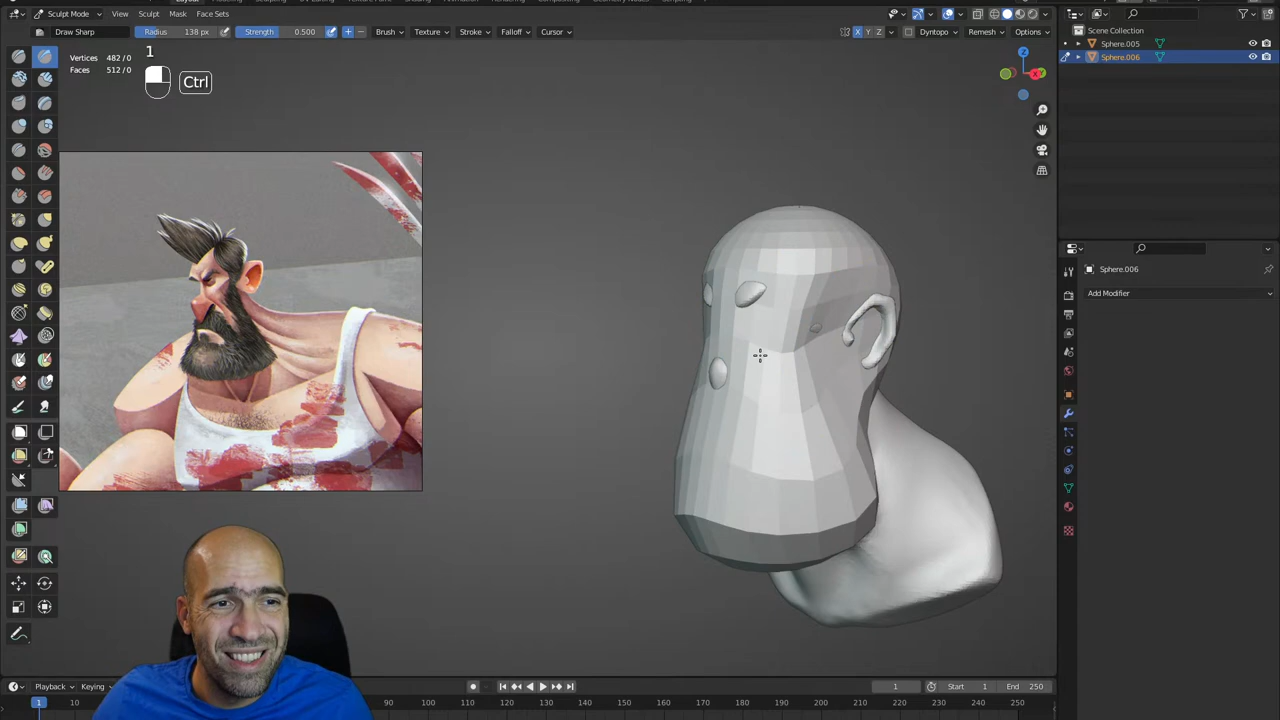 Layout
Sculpt Mode View Sculpt Mask Face Sets
Draw Sharp Radius 138 px Strength 0.500 Brush Texture Stroke Falloff Cursor X Y Z Dyntopo Remesh Options
1
Vertices 482/0
Faces 512/0
Ctrl
Z
X
Y
Scene Collection
Sphere.005
Sphere.006
Sphere.006
Add Modifier
Playback Keying 1 Start 1 End 250
1 10 80 90 100 110 120 130 140 150 160 170 180 190 200 210 220 230 240 250